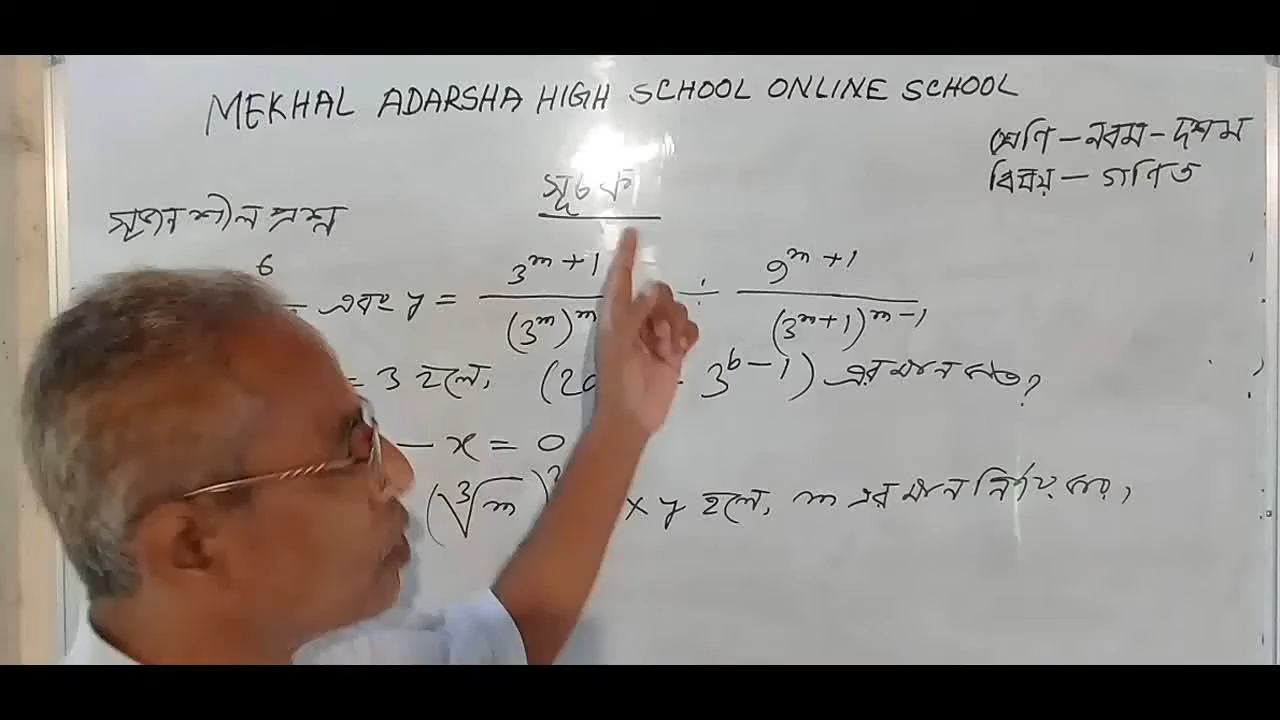 MEKHAL ADARSHA HIGH SCHOOL ONLINE SCHOOL
শ্রেণি - নবম - দশম
বিষয় - গণিত
সূচক
সৃজনশীল প্রশ্ন
6 এবং y = 3^(m+1) / (3^m)^m ÷ 9^(m+1) / (3^(m+1))^(m-1)
= 3 হলে, (2 - 3^(b-1)) এর মান কত?
- x = 0
(∛m) x y হলে, m এর মান নির্ণয় কর,